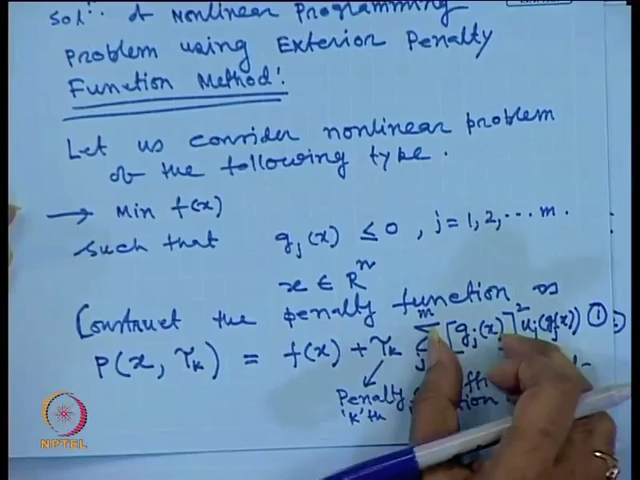 Sol^n: of Nonlinear Programming
Problem using Exterior Penalty
Function Method:
Let us consider nonlinear problem
of the following type.
→ Min f(x)
such that g_j(x) ≤ 0, j = 1, 2, ... m.
x ∈ R^n
Construct the penalty function as
P(x, r_k) = f(x) + r_k Σ^m [g_j(x)]^2 u_j(g_j(x)) ①
Penalty
'k'th
NPTEL